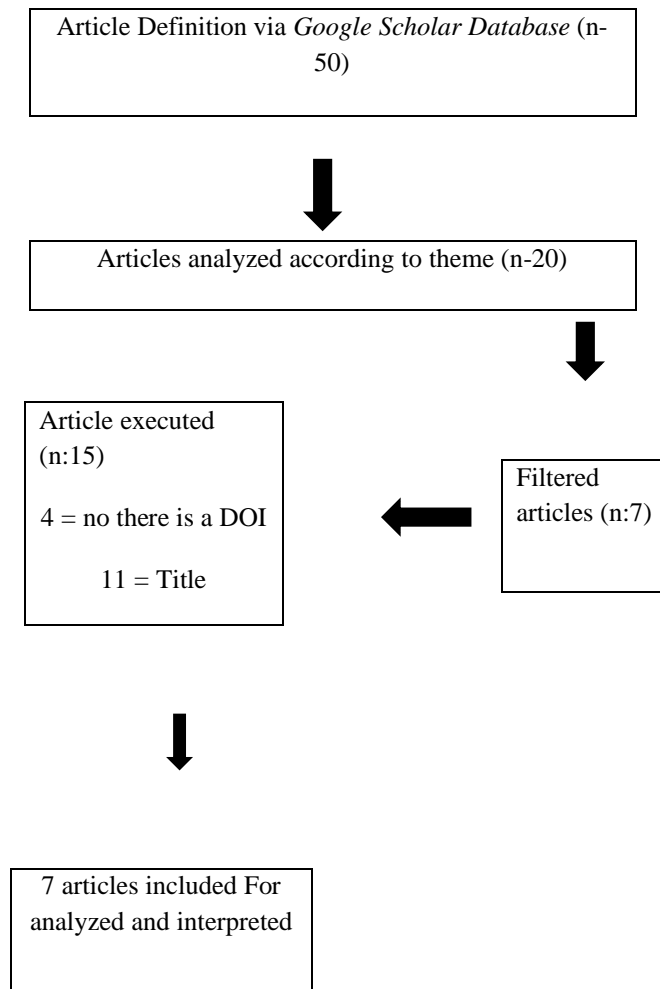 Article Definition via Google Scholar Database (n-
50)
Articles analyzed according to theme (n-20)
Article executed
(n:15)
4 = no there is a DOI
11 = Title
Filtered
articles (n:7)
7 articles included For
analyzed and interpreted